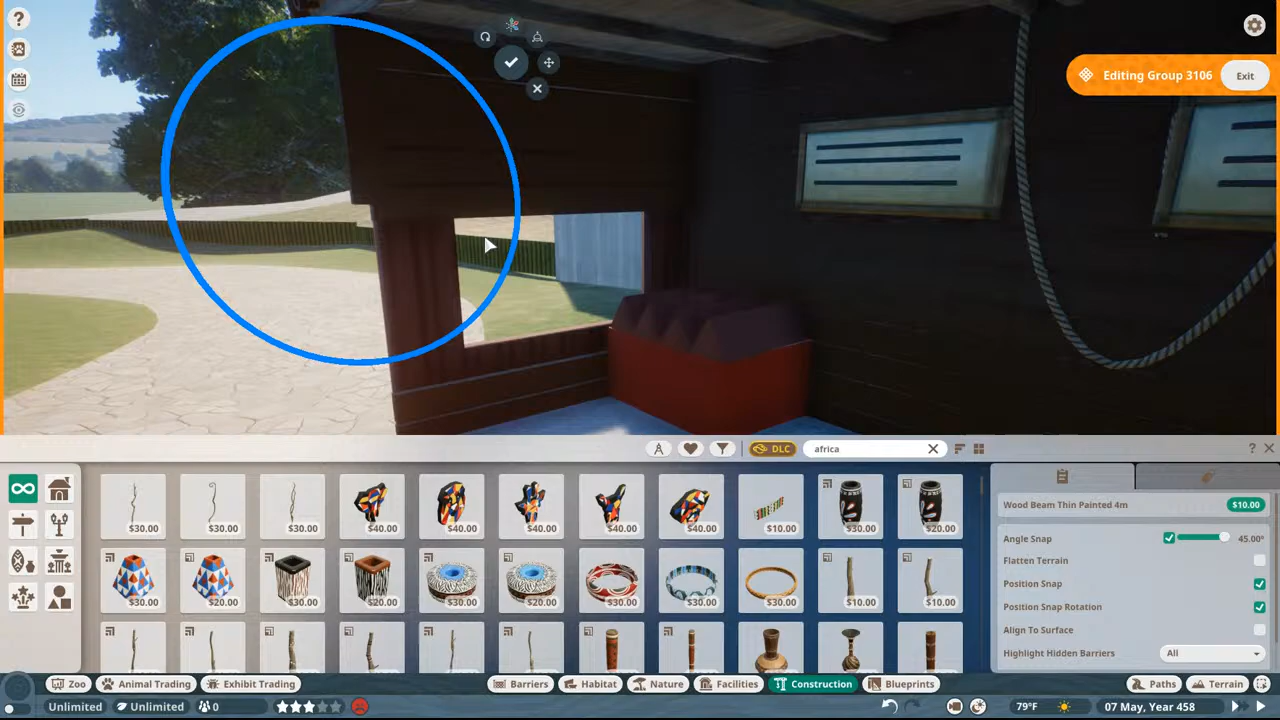 ?
Editing Group 3106
Exit
DLC
africa
?
$30.00 $30.00 $30.00 $40.00 $40.00 $40.00 $40.00 $40.00 $10.00 $30.00 $20.00
$30.00 $20.00 $30.00 $20.00 $30.00 $20.00 $30.00 $30.00 $30.00 $10.00 $10.00
Wood Beam Thin Painted 4m $10.00
Angle Snap 45.00°
Flatten Terrain
Position Snap
Position Snap Rotation
Align To Surface
Highlight Hidden Barriers All
Zoo Animal Trading Exhibit Trading Barriers Habitat Nature Facilities Construction Blueprints Paths Terrain
Unlimited Unlimited 0 79°F 07 May, Year 458